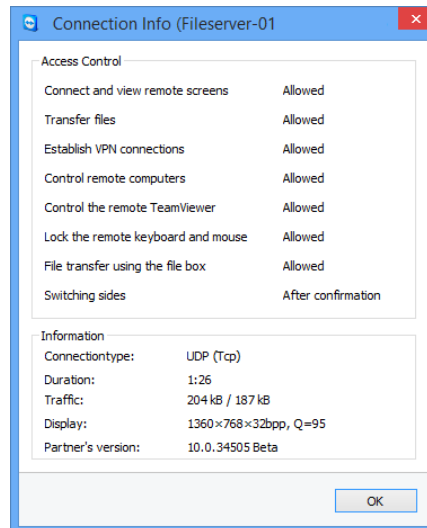 Connection Info (Fileserver-01
Access Control
Connect and view remote screens Allowed
Transfer files Allowed
Establish VPN connections Allowed
Control remote computers Allowed
Control the remote TeamViewer Allowed
Lock the remote keyboard and mouse Allowed
File transfer using the file box Allowed
Switching sides After confirmation
Information
Connectiontype: UDP (Tcp)
Duration: 1:26
Traffic: 204 kB / 187 kB
Display: 1360×768×32bpp, Q=95
Partner's version: 10.0.34505 Beta
OK